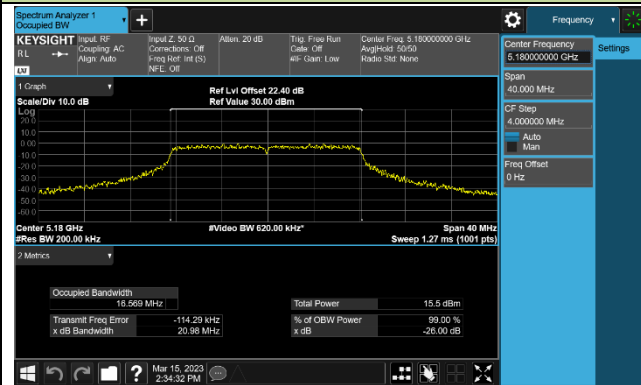 Spectrum Analyzer 1
Occupied BW
Frequency
KEYSIGHT
RL
LXI
Input: RF
Coupling: AC
Align: Auto
Input Z: 50 Ω
Corrections: Off
Freq Ref: Int (S)
NFE: Off
Atten: 20 dB
Trig: Free Run
Gate: Off
#IF Gain: Low
Center Freq: 5.180000000 GHz
Avg|Hold: 50/50
Radio Std: None
Center Frequency
5.180000000 GHz
Settings
Span
40.000 MHz
CF Step
4.000000 MHz
Auto
Man
Freq Offset
0 Hz
1 Graph
Scale/Div 10.0 dB
Ref Lvl Offset 22.40 dB
Ref Value 30.00 dBm
Log
20.0
10.0
0.00
-10.0
-20.0
-30.0
-40.0
-50.0
-60.0
Center 5.18 GHz
#Res BW 200.00 kHz
#Video BW 620.00 kHz*
Span 40 MHz
Sweep 1.27 ms (1001 pts)
2 Metrics
Occupied Bandwidth
16.569 MHz
Total Power 15.5 dBm
Transmit Freq Error -114.29 kHz
% of OBW Power 99.00 %
x dB Bandwidth 20.98 MHz
x dB -26.00 dB
Mar 15, 2023
2:34:32 PM